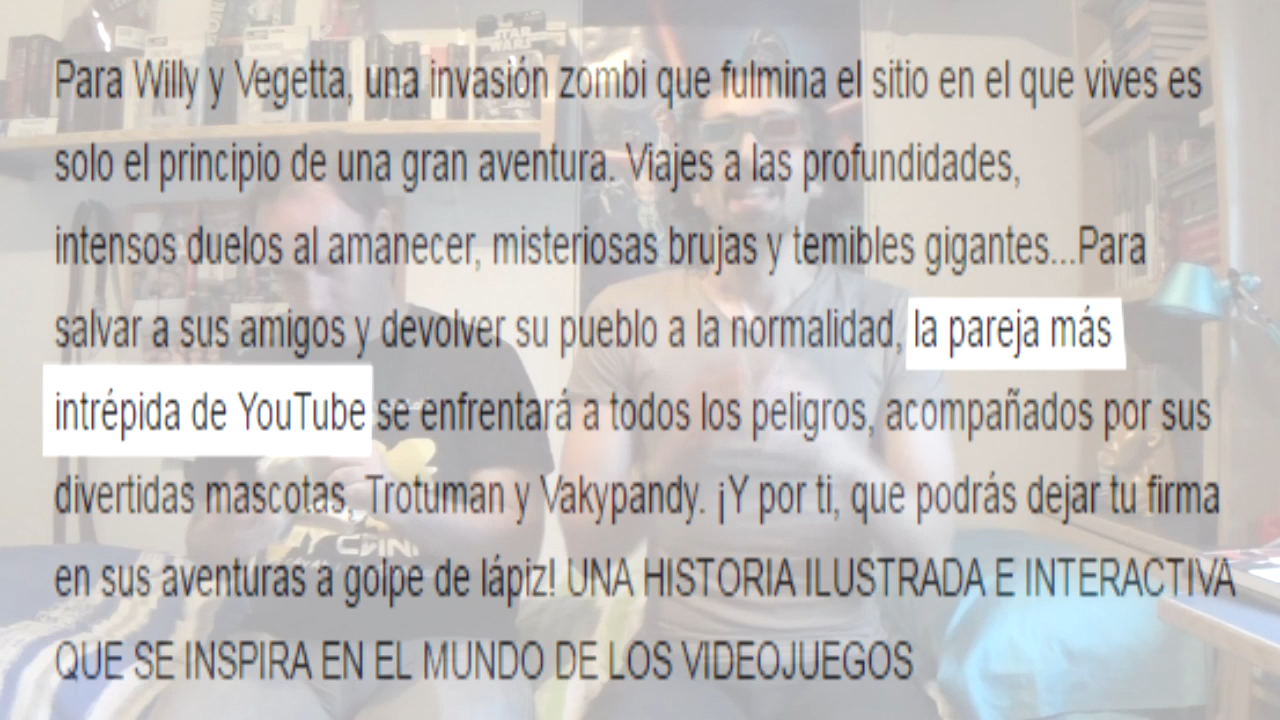 Para Willy y Vegetta, una invasión zombi que fulmina el sitio en el que vives es
solo el principio de una gran aventura. Viajes a las profundidades,
intensos duelos al amanecer, misteriosas brujas y temibles gigantes...Para
salvar a sus amigos y devolver su pueblo a la normalidad, la pareja más
intrépida de YouTube se enfrentará a todos los peligros, acompañados por sus
divertidas mascotas, Trotuman y Vakypandy. ¡Y por ti, que podrás dejar tu firma
en sus aventuras a golpe de lápiz! UNA HISTORIA ILUSTRADA E INTERACTIVA
QUE SE INSPIRA EN EL MUNDO DE LOS VIDEOJUEGOS
STAR
WARS